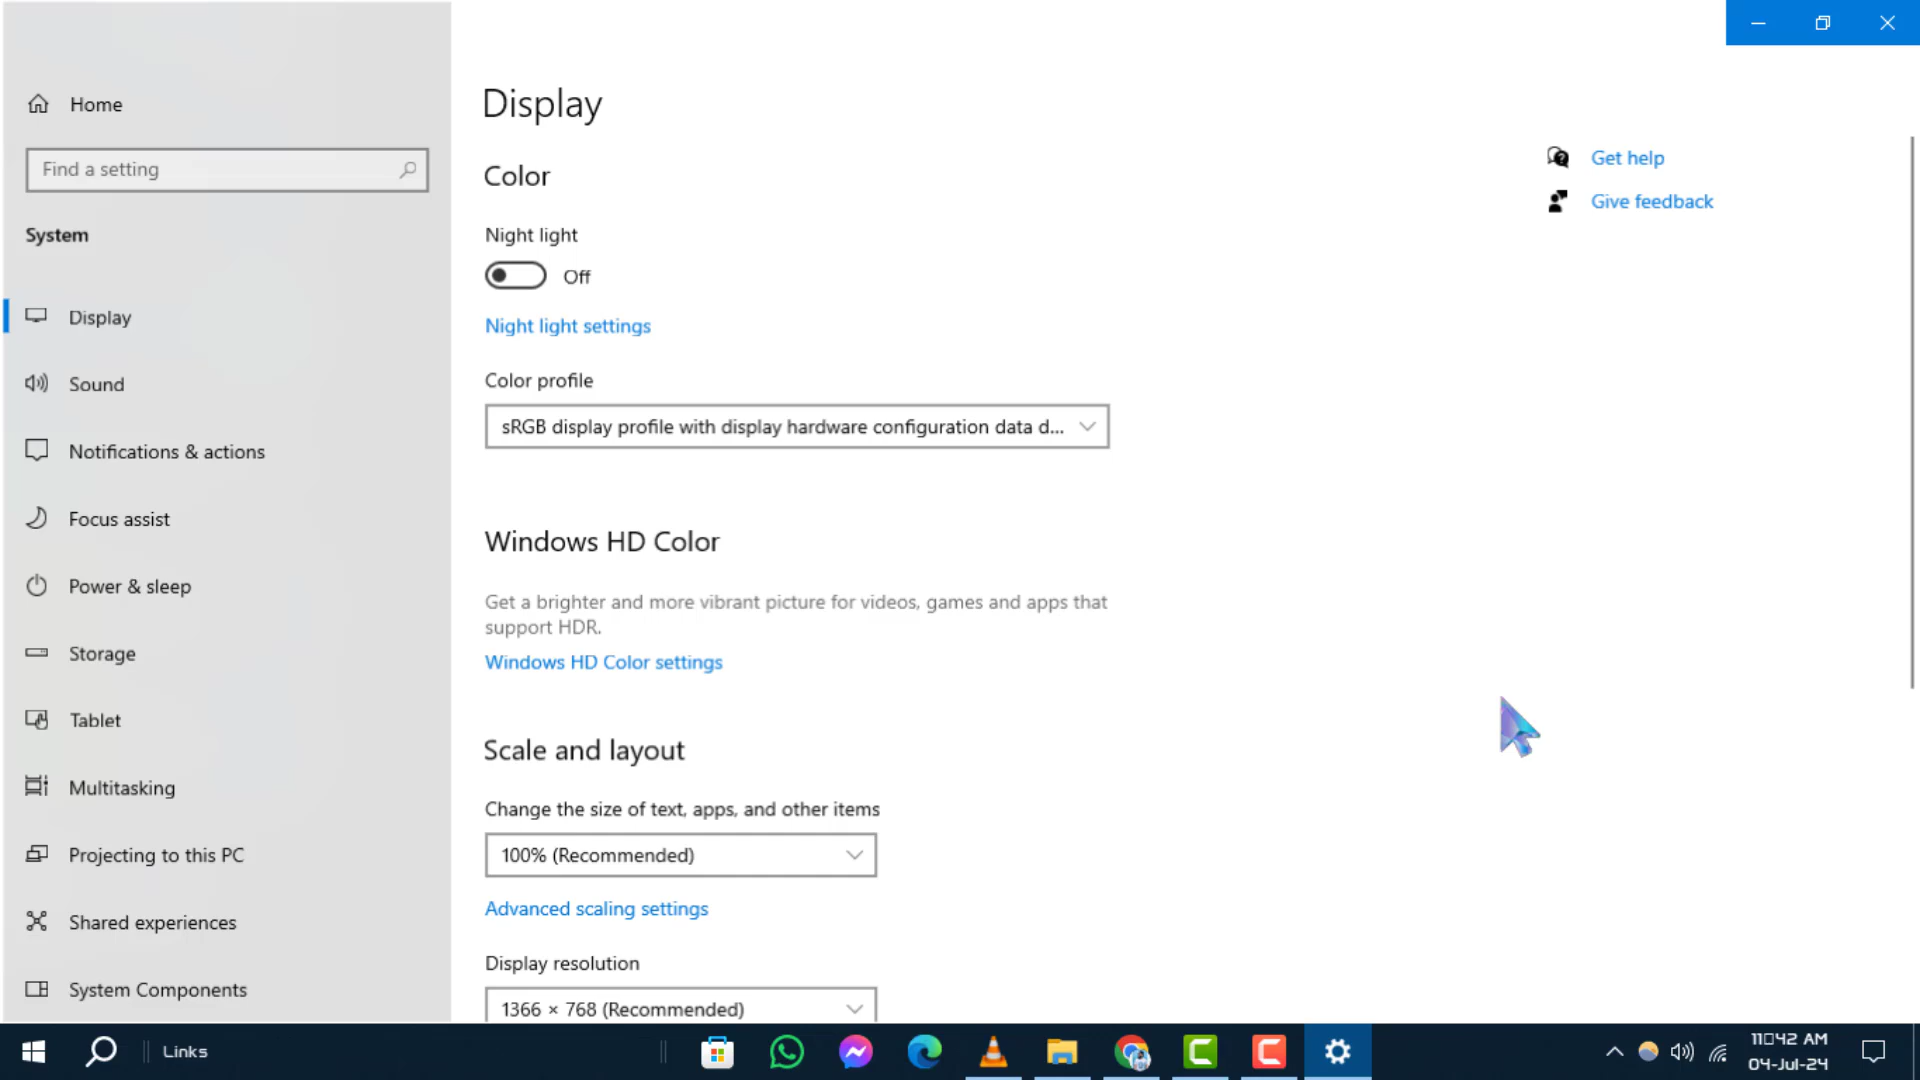 Home
Find a setting
System
Display
Sound
Notifications & actions
Focus assist
Power & sleep
Storage
Tablet
Multitasking
Projecting to this PC
Shared experiences
System Components
Display
Color
Night light
Off
Night light settings
Color profile
sRGB display profile with display hardware configuration data d...
Windows HD Color
Get a brighter and more vibrant picture for videos, games and apps that
support HDR.
Windows HD Color settings
Scale and layout
Change the size of text, apps, and other items
100% (Recommended)
Advanced scaling settings
Display resolution
1366 × 768 (Recommended)
Get help
Give feedback
Links
11□42 AM
04-Jul-24